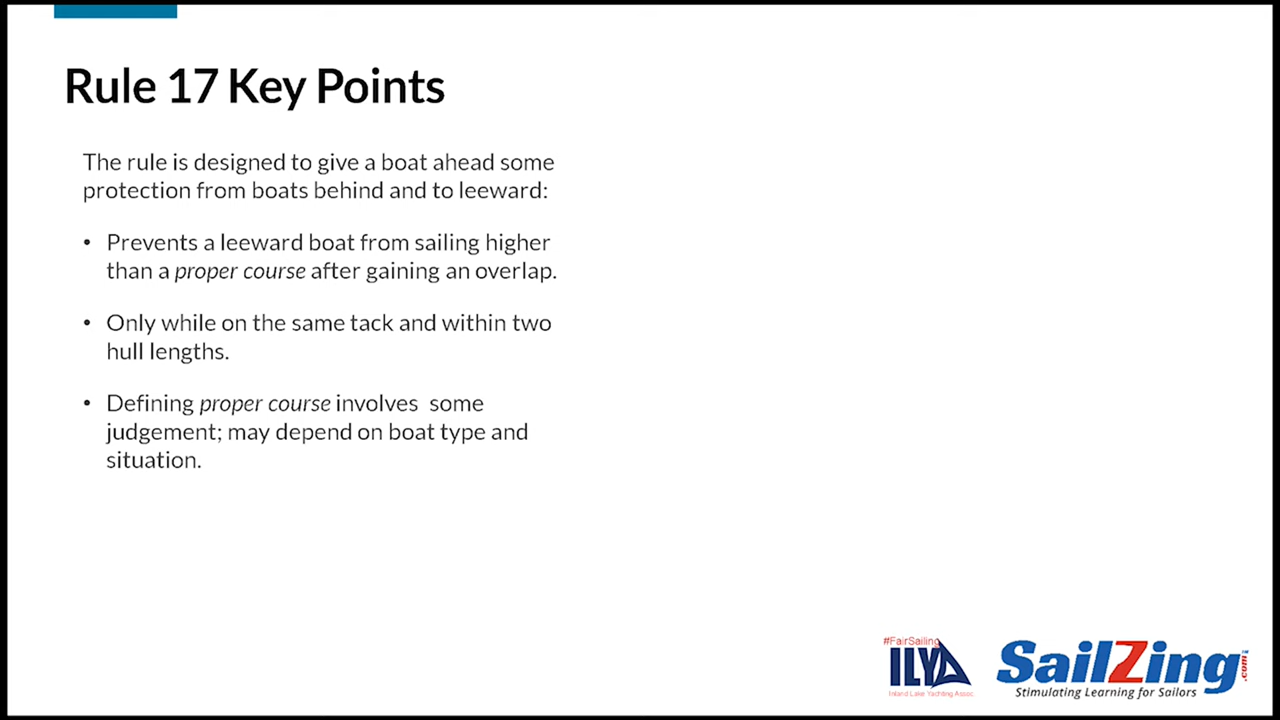 Rule 17 Key Points
The rule is designed to give a boat ahead some
protection from boats behind and to leeward:
• Prevents a leeward boat from sailing higher
than a proper course after gaining an overlap.
• Only while on the same tack and within two
hull lengths.
• Defining proper course involves  some
judgement; may depend on boat type and
situation.
#FairSailing
ILYA
Inland Lake Yachting Assoc.
SailZing.com
Stimulating Learning for Sailors